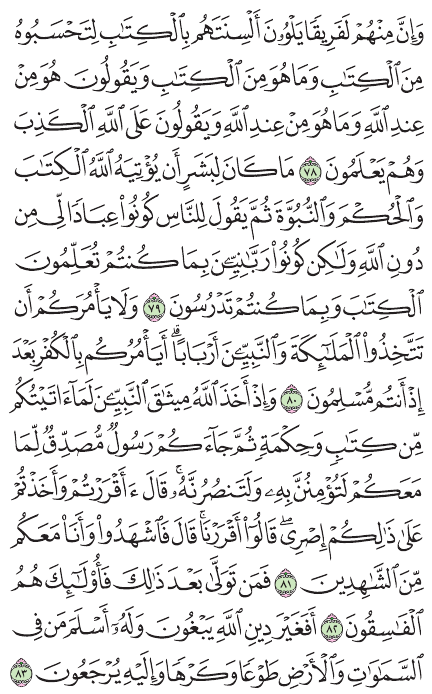 وَإِنَّ مِنْهُمْ لَفَرِيقًا يَلْوُۥنَ أَلْسِنَتَهُم بِٱلْكِتَٰبِ لِتَحْسَبُوهُ
مِنَ ٱلْكِتَٰبِ وَمَا هُوَ مِنَ ٱلْكِتَٰبِ وَيَقُولُونَ هُوَ مِنْ
عِندِ ٱللَّهِ وَمَا هُوَ مِنْ عِندِ ٱللَّهِ وَيَقُولُونَ عَلَى ٱللَّهِ ٱلْكَذِبَ
وَهُمْ يَعْلَمُونَ ٧٨ مَا كَانَ لِبَشَرٍ أَن يُؤْتِيَهُ ٱللَّهُ ٱلْكِتَٰبَ
وَٱلْحُكْمَ وَٱلنُّبُوَّةَ ثُمَّ يَقُولَ لِلنَّاسِ كُونُوا۟ عِبَادًا لِّى مِن
دُونِ ٱللَّهِ وَلَٰكِن كُونُوا۟ رَبَّٰنِيِّۦنَ بِمَا كُنتُمْ تُعَلِّمُونَ
ٱلْكِتَٰبَ وَبِمَا كُنتُمْ تَدْرُسُونَ ٧٩ وَلَا يَأْمُرَكُمْ أَن
تَتَّخِذُوا۟ ٱلْمَلَٰٓئِكَةَ وَٱلنَّبِيِّۦنَ أَرْبَابًا ۗ أَيَأْمُرُكُم بِٱلْكُفْرِ بَعْدَ
إِذْ أَنتُم مُّسْلِمُونَ ٨٠ وَإِذْ أَخَذَ ٱللَّهُ مِيثَٰقَ ٱلنَّبِيِّۦنَ لَمَآ ءَاتَيْتُكُم
مِّن كِتَٰبٍ وَحِكْمَةٍ ثُمَّ جَآءَكُمْ رَسُولٌ مُّصَدِّقٌ لِّمَا
مَعَكُمْ لَتُؤْمِنُنَّ بِهِۦ وَلَتَنصُرُنَّهُۥ ۚ قَالَ ءَأَقْرَرْتُمْ وَأَخَذْتُمْ
عَلَىٰ ذَٰلِكُمْ إِصْرِى ۖ قَالُوٓا۟ أَقْرَرْنَا ۚ قَالَ فَٱشْهَدُوا۟ وَأَنَا۠ مَعَكُم
مِّنَ ٱلشَّٰهِدِينَ ٨١ فَمَن تَوَلَّىٰ بَعْدَ ذَٰلِكَ فَأُو۟لَٰٓئِكَ هُمُ
ٱلْفَٰسِقُونَ ٨٢ أَفَغَيْرَ دِينِ ٱللَّهِ يَبْغُونَ وَلَهُۥٓ أَسْلَمَ مَن فِى
ٱلسَّمَٰوَٰتِ وَٱلْأَرْضِ طَوْعًا وَكَرْهًا وَإِلَيْهِ يُرْجَعُونَ ٨٣